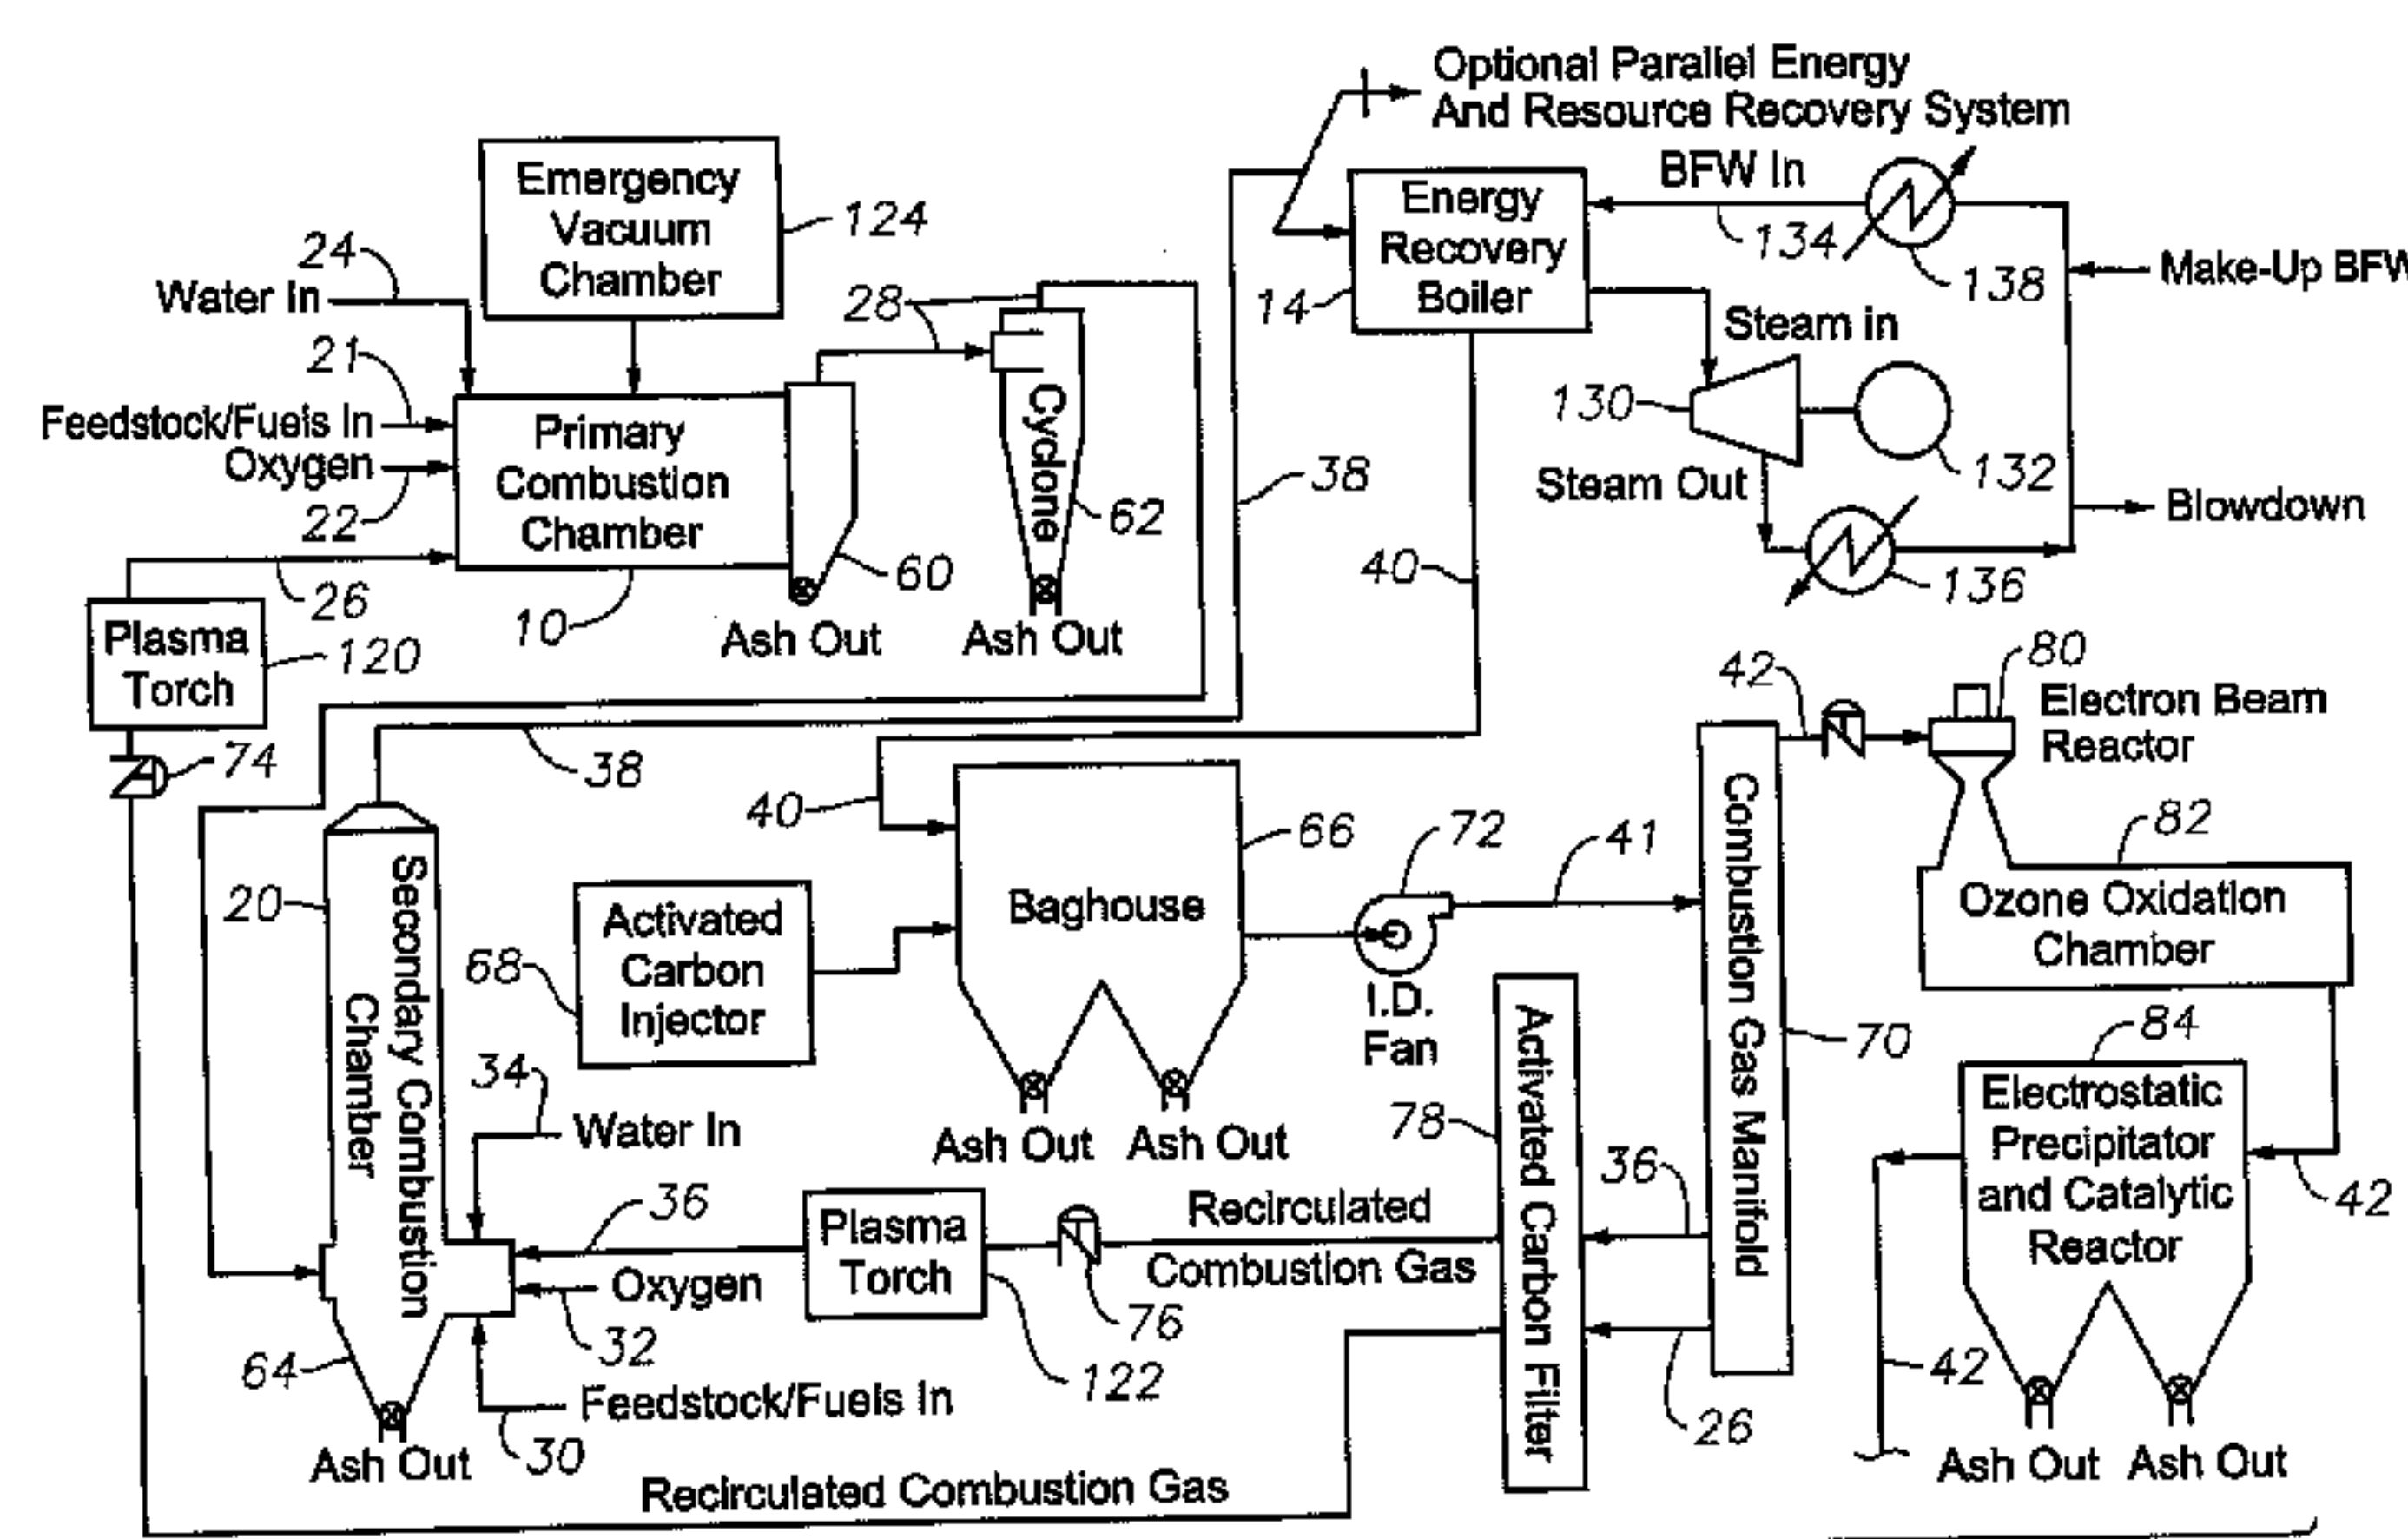 Optional Parallel Energy
And Resource Recovery System
Emergency
Vacuum
Chamber
124
24
Water In
21
Feedstock/Fuels In
Oxygen
22
Primary
Combustion
Chamber
10
26
Plasma
Torch
120
74
60
Ash Out
28
Cyclone
62
Ash Out
38
38
Energy
Recovery
Boiler
14
BFW In
134
138
Make-Up BFW
Steam in
130
132
Steam Out
136
Blowdown
40
40
20
Secondary Combustion
Chamber
64
Ash Out
34
Water In
36
Oxygen
32
Feedstock/Fuels In
30
Activated
Carbon
Injector
68
Baghouse
66
Ash Out
Ash Out
72
I.D.
Fan
41
Plasma
Torch
122
76
Recirculated
Combustion Gas
Recirculated Combustion Gas
78
Activated Carbon Filter
36
26
Combustion Gas Manifold
70
42
80
Electron Beam
Reactor
82
Ozone Oxidation
Chamber
84
Electrostatic
Precipitator
and Catalytic
Reactor
42
42
Ash Out
Ash Out